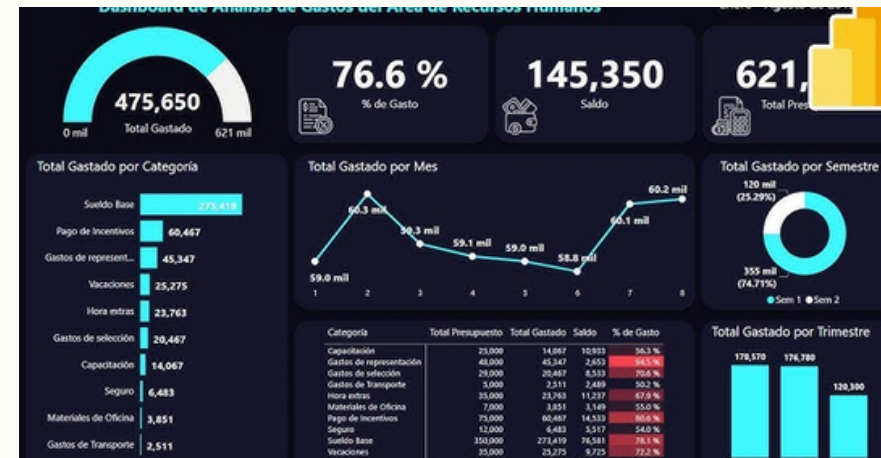 Dashboard de Análisis de Gastos del Área de Recursos Humanos
475,650
Total Gastado
0 mil
621 mil
76.6 %
% de Gasto
145,350
Saldo
621,
Total Pres
Total Gastado por Categoría
Sueldo Base 273,419
Pago de Incentivos 60,467
Gastos de represent... 45,347
Vacaciones 25,275
Hora extras 23,763
Gastos de selección 20,467
Capacitación 14,067
Seguro 6,483
Materiales de Oficina 3,851
Gastos de Transporte 2,511
Total Gastado por Mes
59.0 mil
60.3 mil
59.3 mil
59.1 mil
59.0 mil
58.8 mil
60.1 mil
60.2 mil
1 2 3 4 5 6 7 8
Categoría Total Presupuesto Total Gastado Saldo % de Gasto
Capacitación 25,000 14,067 10,933 56.3 %
Gastos de representación 48,000 45,347 2,653 94.5 %
Gastos de selección 29,000 20,467 8,533 70.6 %
Gastos de Transporte 5,000 2,511 2,489 50.2 %
Hora extras 35,000 23,763 11,237 67.9 %
Materiales de Oficina 7,000 3,851 3,149 55.0 %
Pago de Incentivos 75,000 60,467 14,533 80.6 %
Seguro 12,000 6,483 5,517 54.0 %
Sueldo Base 350,000 273,419 76,581 78.1 %
Vacaciones 35,000 25,275 9,725 72.2 %
Total Gastado por Semestre
120 mil
(25.29%)
355 mil
(74.71%)
Sem 1 Sem 2
Total Gastado por Trimestre
178,570 176,780 120,300